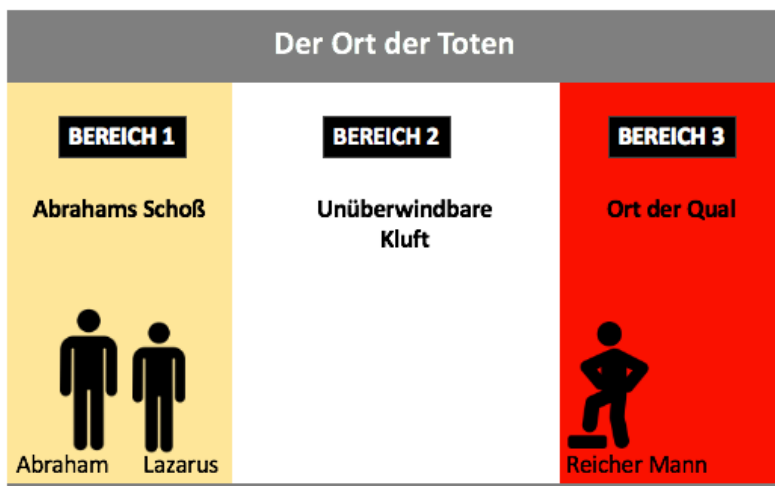 Der Ort der Toten
BEREICH 1
Abrahams Schoß
Abraham Lazarus
BEREICH 2
Unüberwindbare
Kluft
BEREICH 3
Ort der Qual
Reicher Mann